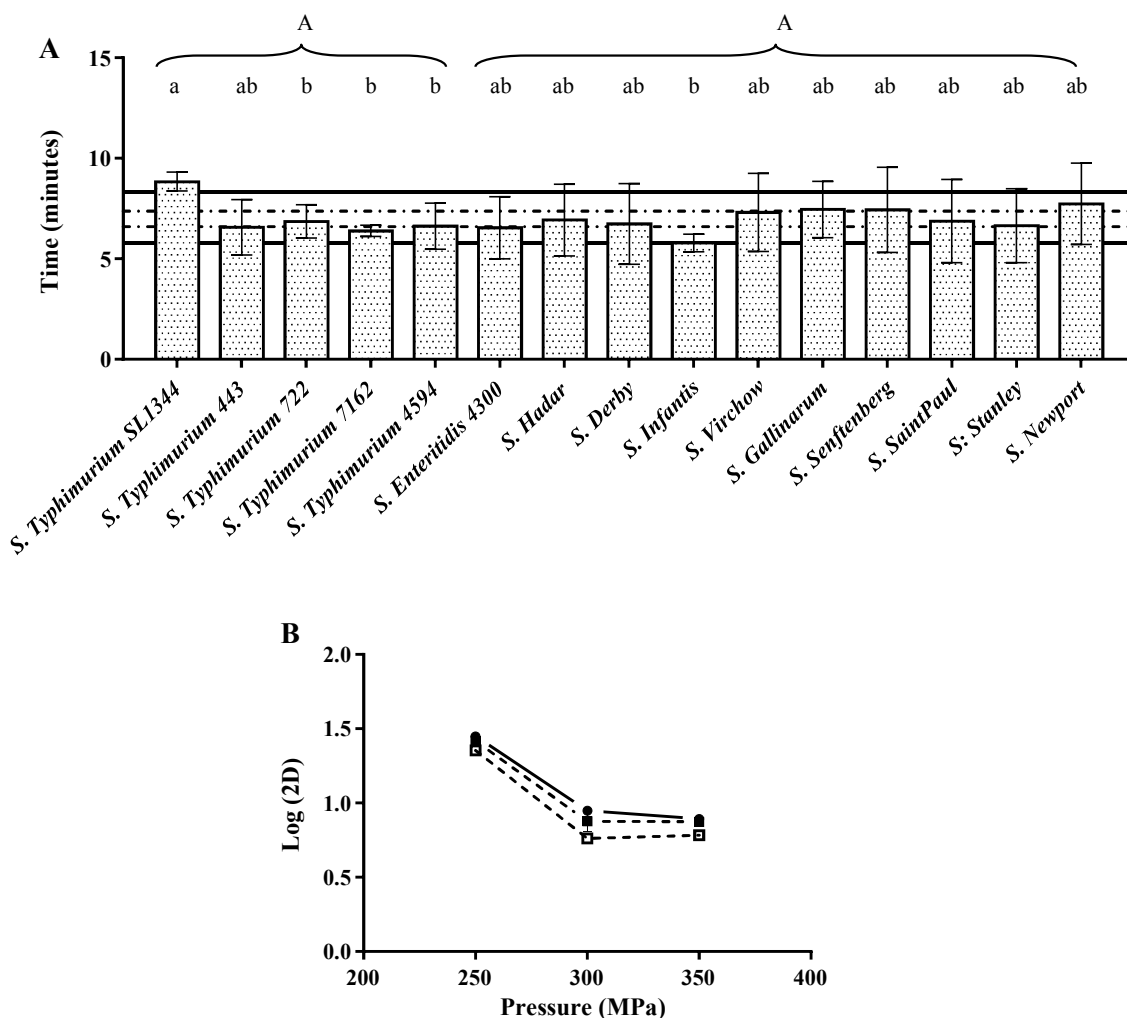 A A
A
a ab b b b ab ab ab b ab ab ab ab ab ab
15
10
5
0
Time (minutes)
S. Typhimurium SL1344
S. Typhimurium 443
S. Typhimurium 722
S. Typhimurium 7162
S. Typhimurium 4594
S. Enteritidis 4300
S. Hadar
S. Derby
S. Infantis
S. Virchow
S. Gallinarum
S. Senftenberg
S. SaintPaul
S: Stanley
S. Newport
B
2.0
1.5
1.0
0.5
0.0
Log (2D)
200 250 300 350 400
Pressure (MPa)